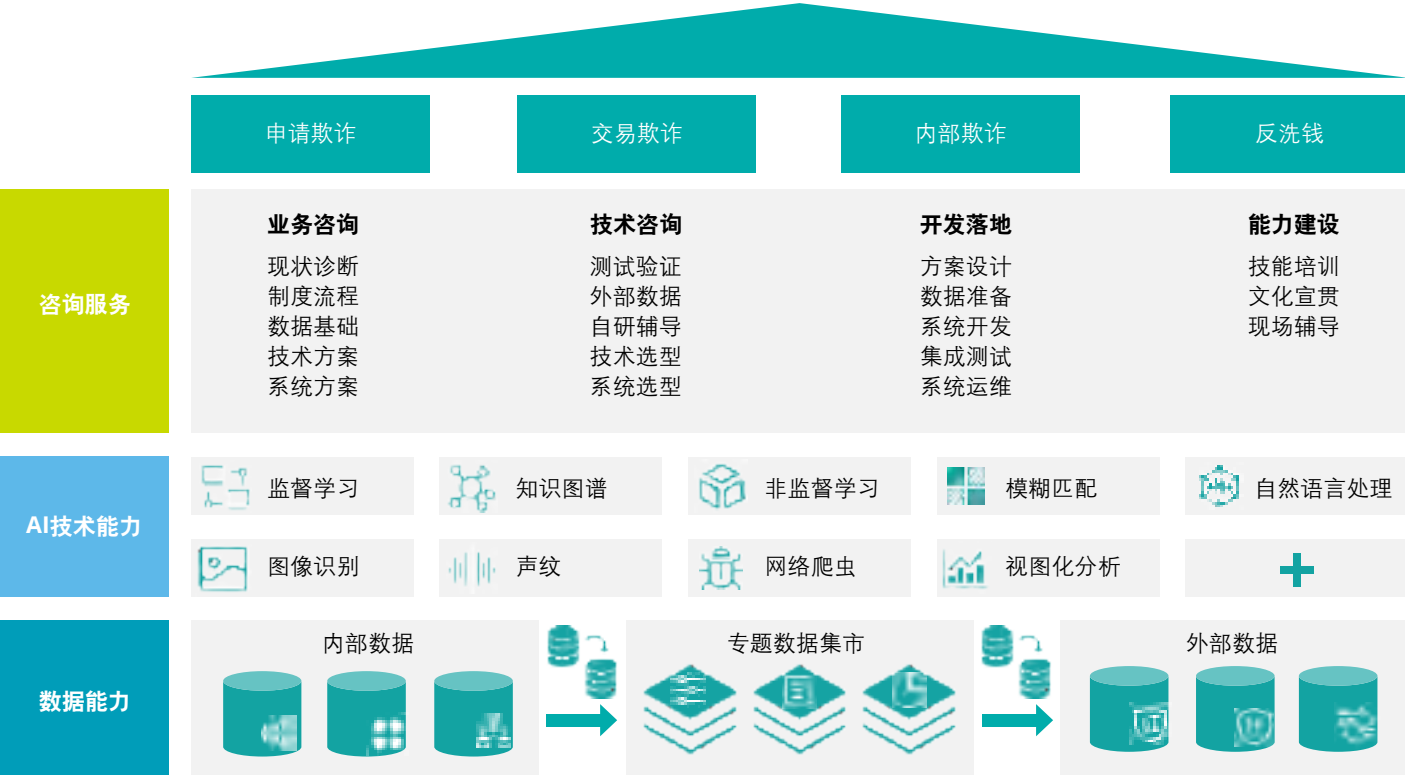 申请欺诈
交易欺诈
内部欺诈
反洗钱
咨询服务
业务咨询
现状诊断
制度流程
数据基础
技术方案
系统方案
技术咨询
测试验证
外部数据
自研辅导
技术选型
系统选型
开发落地
方案设计
数据准备
系统开发
集成测试
系统运维
能力建设
技能培训
文化宣贯
现场辅导
AI技术能力
监督学习
知识图谱
非监督学习
模糊匹配
自然语言处理
图像识别
声纹
网络爬虫
视图化分析
数据能力
内部数据
专题数据集市
外部数据